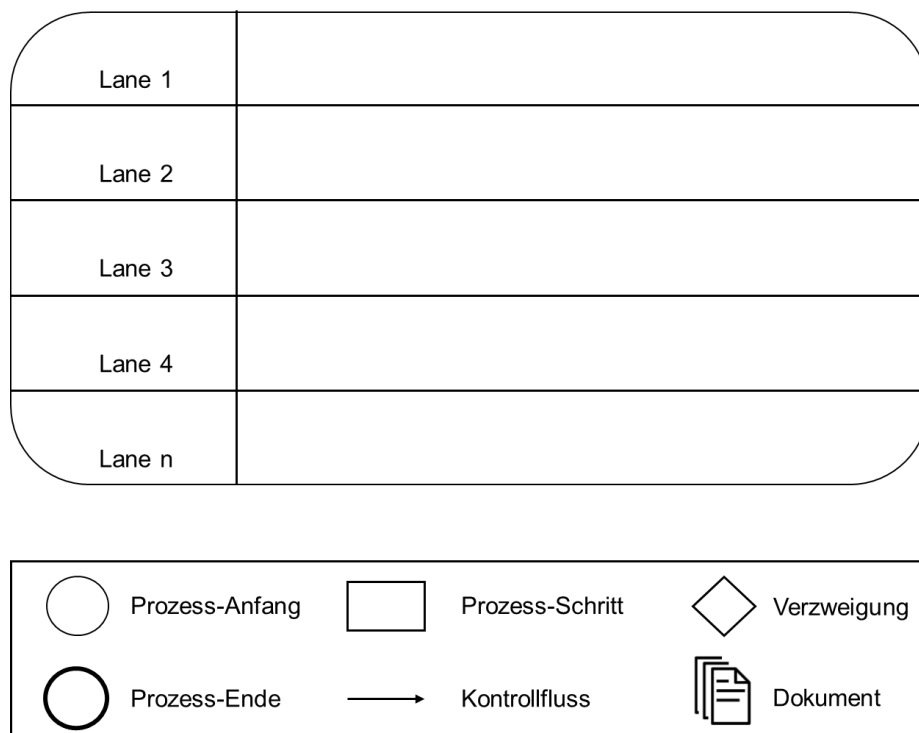 Lane 1
Lane 2
Lane 3
Lane 4
Lane n
Prozess-Anfang
Prozess-Schritt
Verzweigung
Prozess-Ende
Kontrollfluss
Dokument